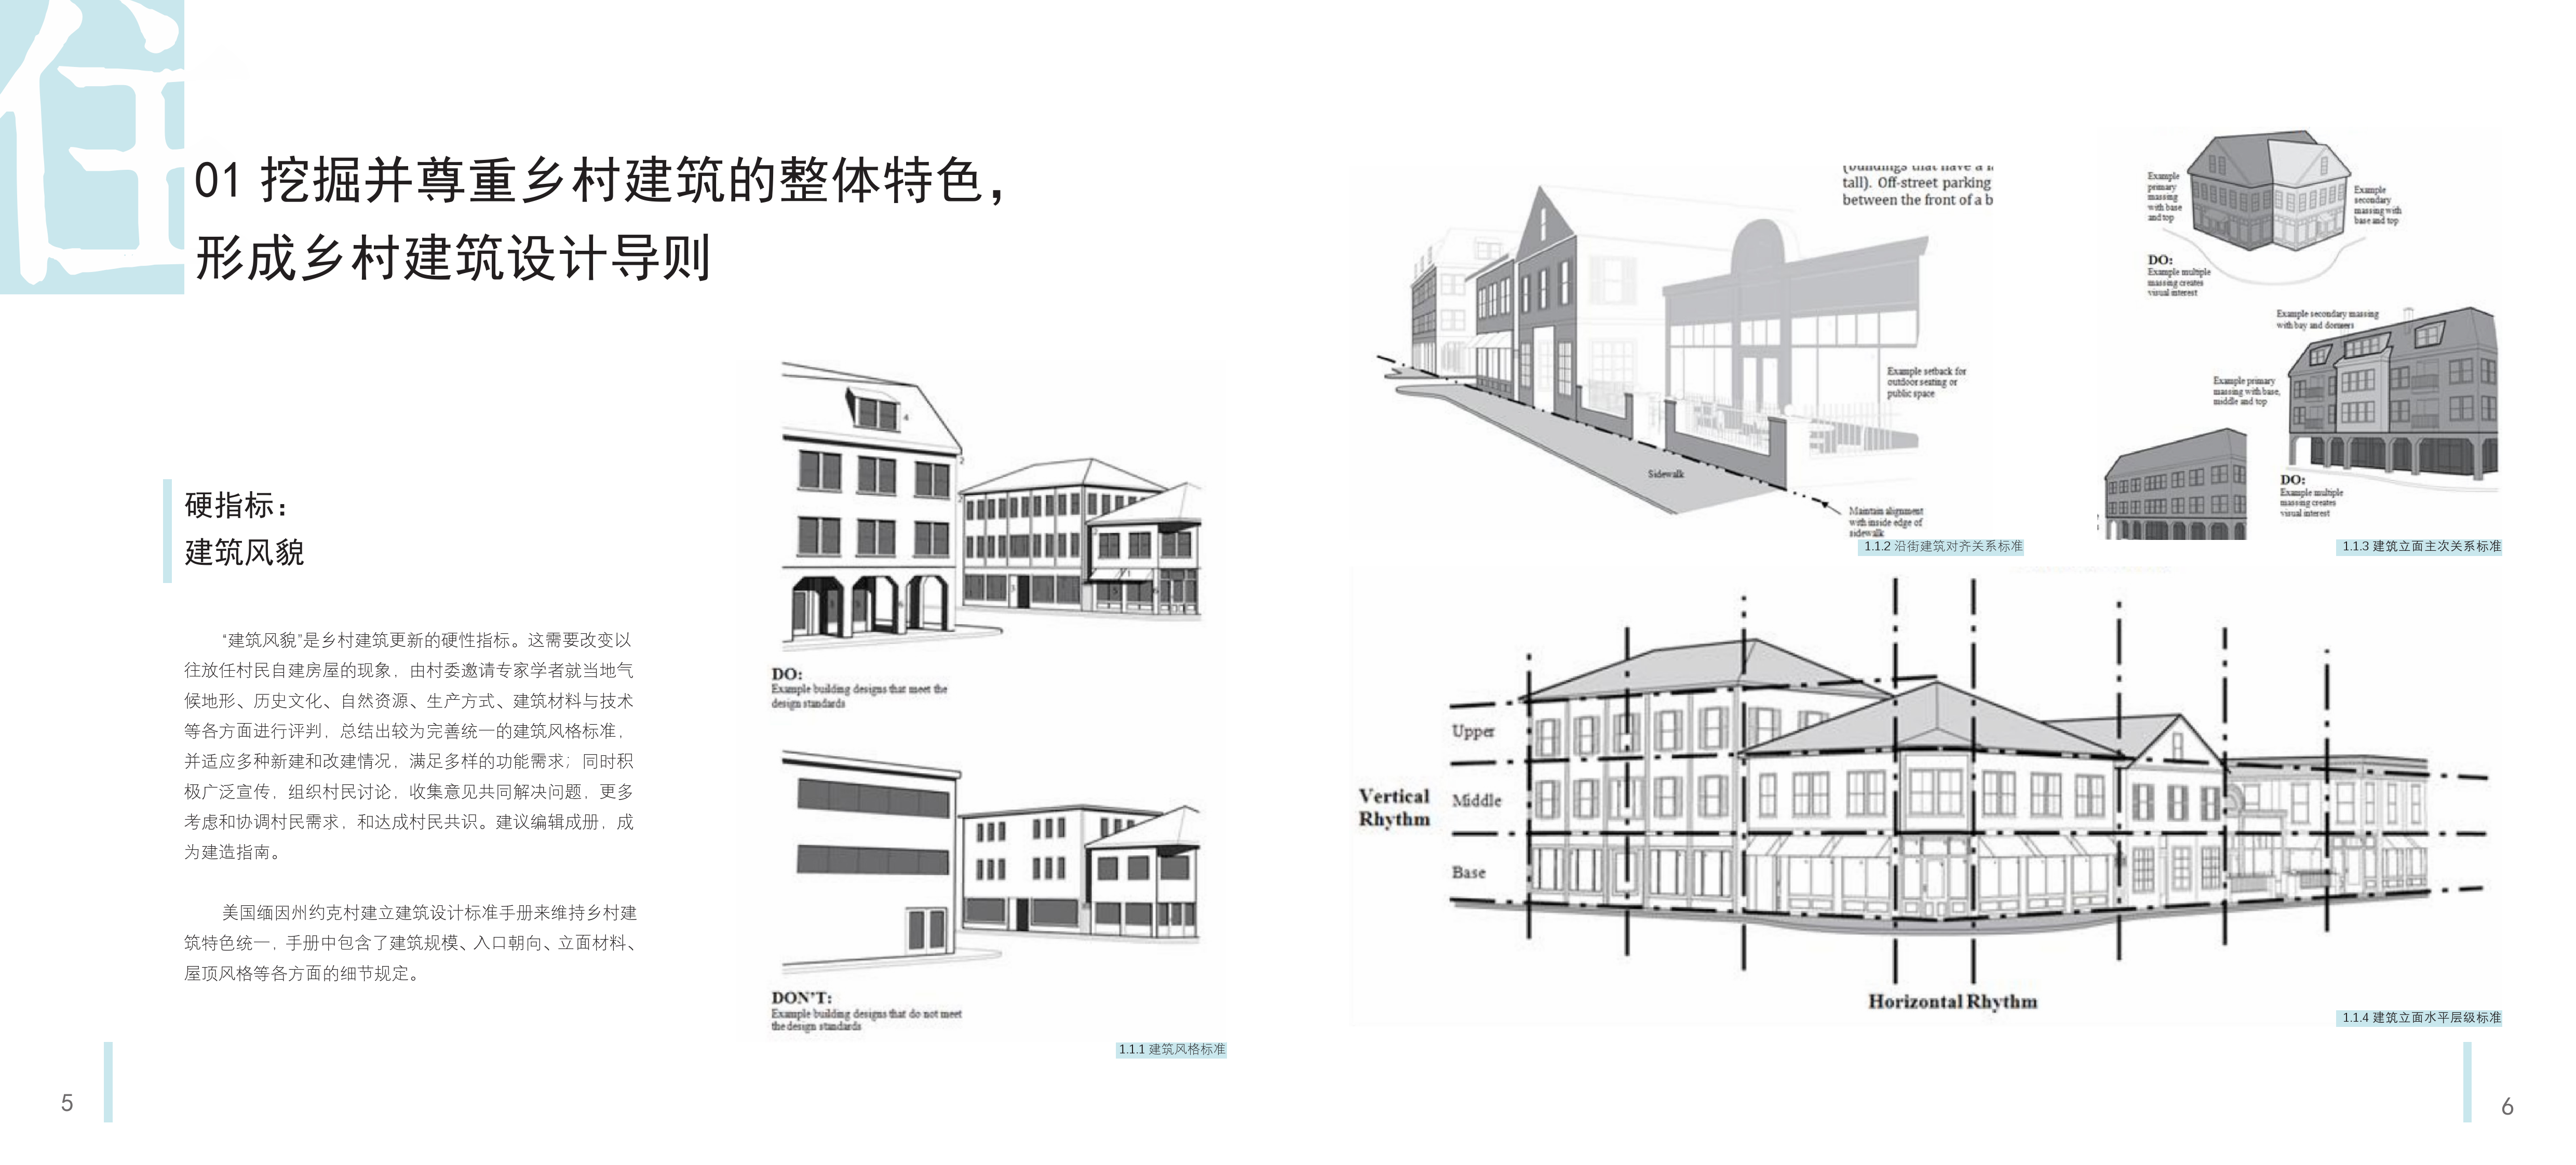 住
01 挖掘并尊重乡村建筑的整体特色，
形成乡村建筑设计导则
硬指标：
建筑风貌
“建筑风貌”是乡村建筑更新的硬性指标。这需要改变以
往放任村民自建房屋的现象，由村委邀请专家学者就当地气
候地形、历史文化、自然资源、生产方式、建筑材料与技术
等各方面进行评判，总结出较为完善统一的建筑风格标准，
并适应多种新建和改建情况，满足多样的功能需求；同时积
极广泛宣传，组织村民讨论，收集意见共同解决问题，更多
考虑和协调村民需求，和达成村民共识。建议编辑成册，成
为建造指南。
美国缅因州约克村建立建筑设计标准手册来维持乡村建
筑特色统一，手册中包含了建筑规模、入口朝向、立面材料、
屋顶风格等各方面的细节规定。
DO:
Example building designs that meet the
design standards
DON'T:
Example building designs that do not meet
the design standards
1.1.1 建筑风格标准
5
(buildings that have a
tall). Off-street parking
between the front of a b
Example setback for
outdoor seating or
public space
Sidewalk
Maintain alignment
with inside edge of
sidewalk
1.1.2 沿街建筑对齐关系标准
Example
primary
massing
with base
and top
Example
secondary
massing with
base and top
DO:
Example multiple
massing creates
visual interest
Example secondary massing
with bay and dormers
Example primary
massing with base,
middle and top
DO:
Example multiple
massing creates
visual interest
1.1.3 建筑立面主次关系标准
Upper
Vertical
Rhythm
Middle
Base
Horizontal Rhythm
1.1.4 建筑立面水平层级标准
6